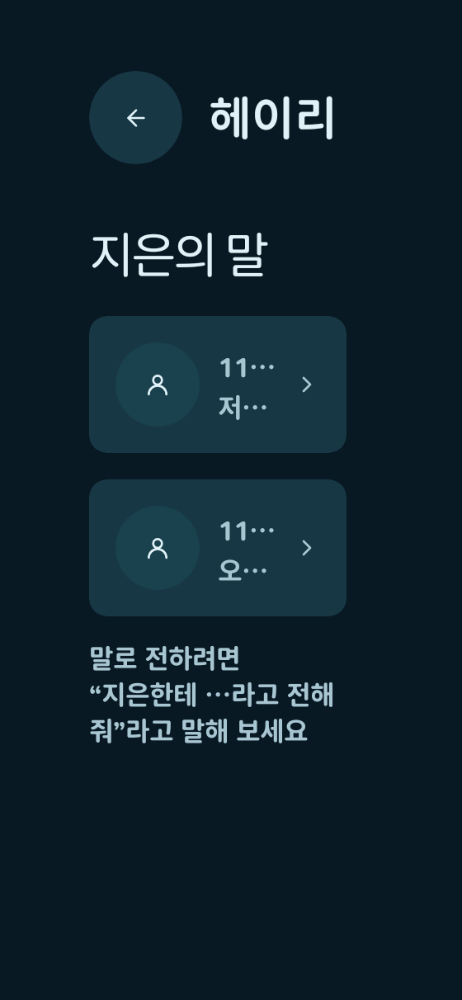 헤이리
지은의 말
11…
저…
11…
오…
말로 전하려면
“지은한테 …라고 전해
줘”라고 말해 보세요